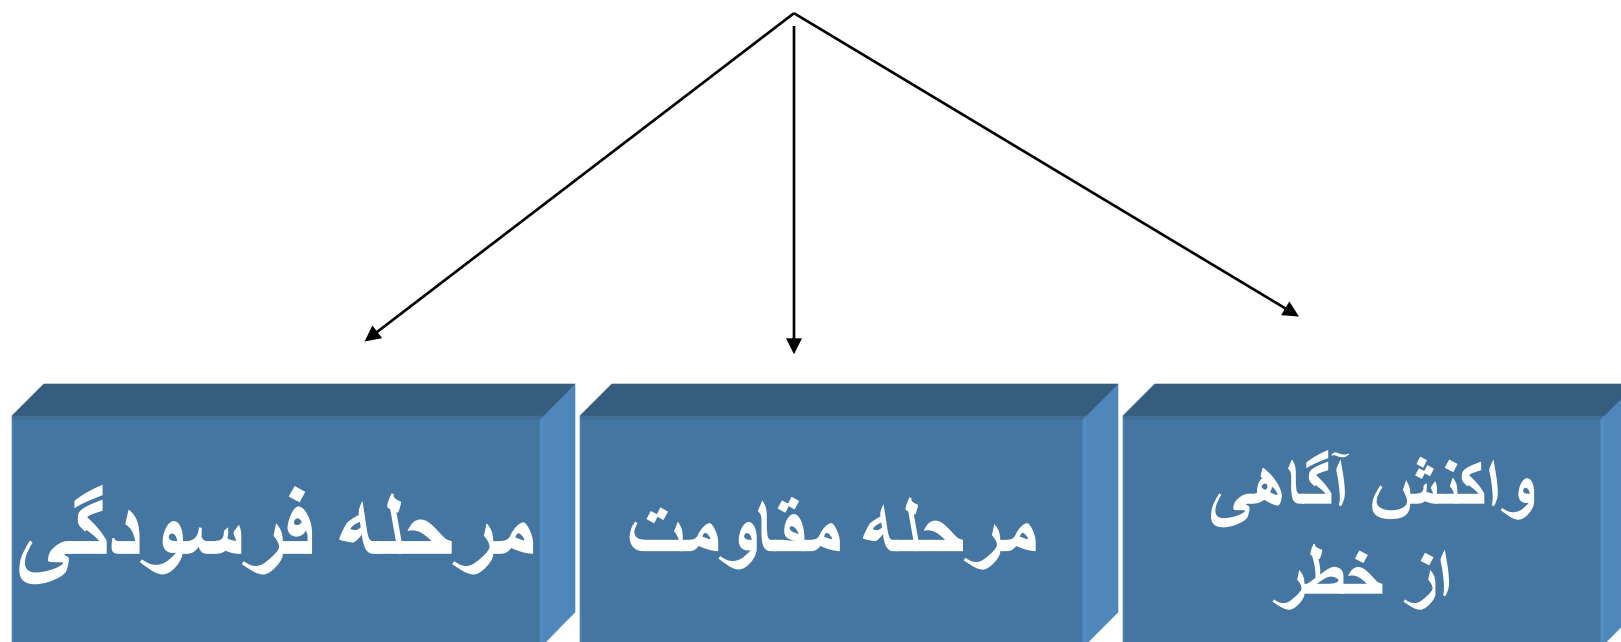 واکنش آگاهی
از خطر
مرحله مقاومت
مرحله فرسودگی